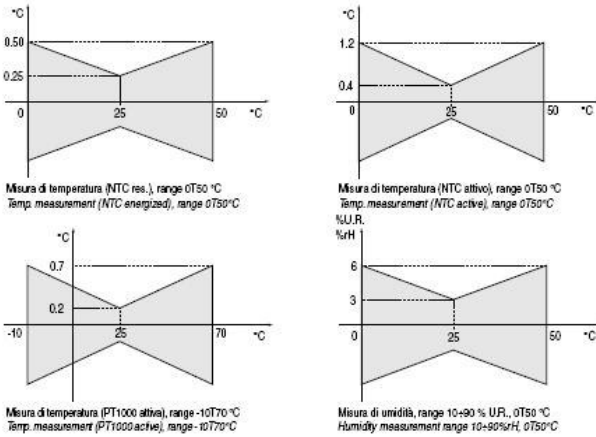 °C
0.50
0.25
0
25
50
°C
Misura di temperatura (NTC res.), range 0T50 °C
Temp. measurement (NTC energized), range 0T50°C
°C
1.2
0.4
0
25
50
°C
Misura di temperatura (NTC attivo), range 0T50 °C
Temp. measurement (NTC active), range 0T50°C
°C
0.7
0.2
-10
25
70
°C
Misura di temperatura (PT1000 attiva), range -10T70 °C
Temp. measurement (PT1000 active), range -10T70°C
%U.R.
%rH
6
3
0
25
50
°C
Misura di umidità, range 10÷90 % U.R., 0T50 °C
Humidity measurement range 10÷90%rH, 0T50°C